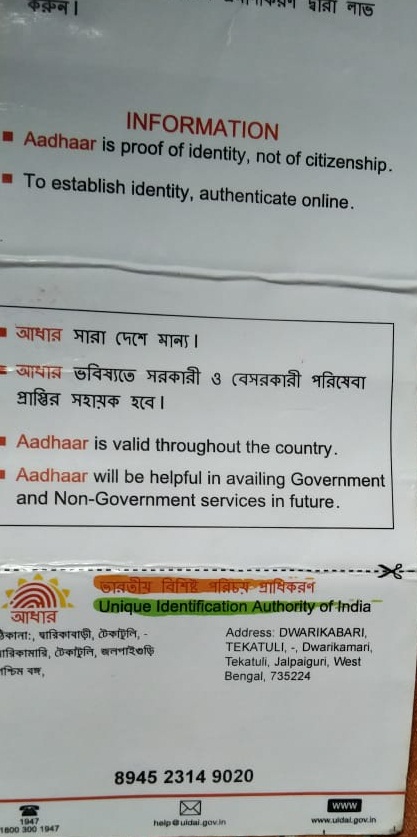 করুন।
দ্বারা লাভ
INFORMATION
Aadhaar is proof of identity, not of citizenship.
To establish identity, authenticate online.
আধার সারা দেশে মান্য।
আধার ভবিষ্যতে সরকারী ও বেসরকারী পরিষেবা
প্রাপ্তির সহায়ক হবে।
Aadhaar is valid throughout the country.
Aadhaar will be helpful in availing Government
and Non-Government services in future.
ভারতীয় বিশিষ্ট পরিচয় প্রাধিকরণ
Unique Identification Authority of India
আধার
ঠিকানা:, দ্বারিকাবাড়ী, টেকাটুলি, -
টেকাটুলি, জলপাইগুড়ি
বঙ্গ,
Address: DWARIKABARI,
TEKATULI, -, Dwarikamari,
Tekatuli, Jalpaiguri, West
Bengal, 735224
8945 2314 9020
1947
1800 300 1947
help@uidai.gov.in
WWW
www.uidai.gov.in